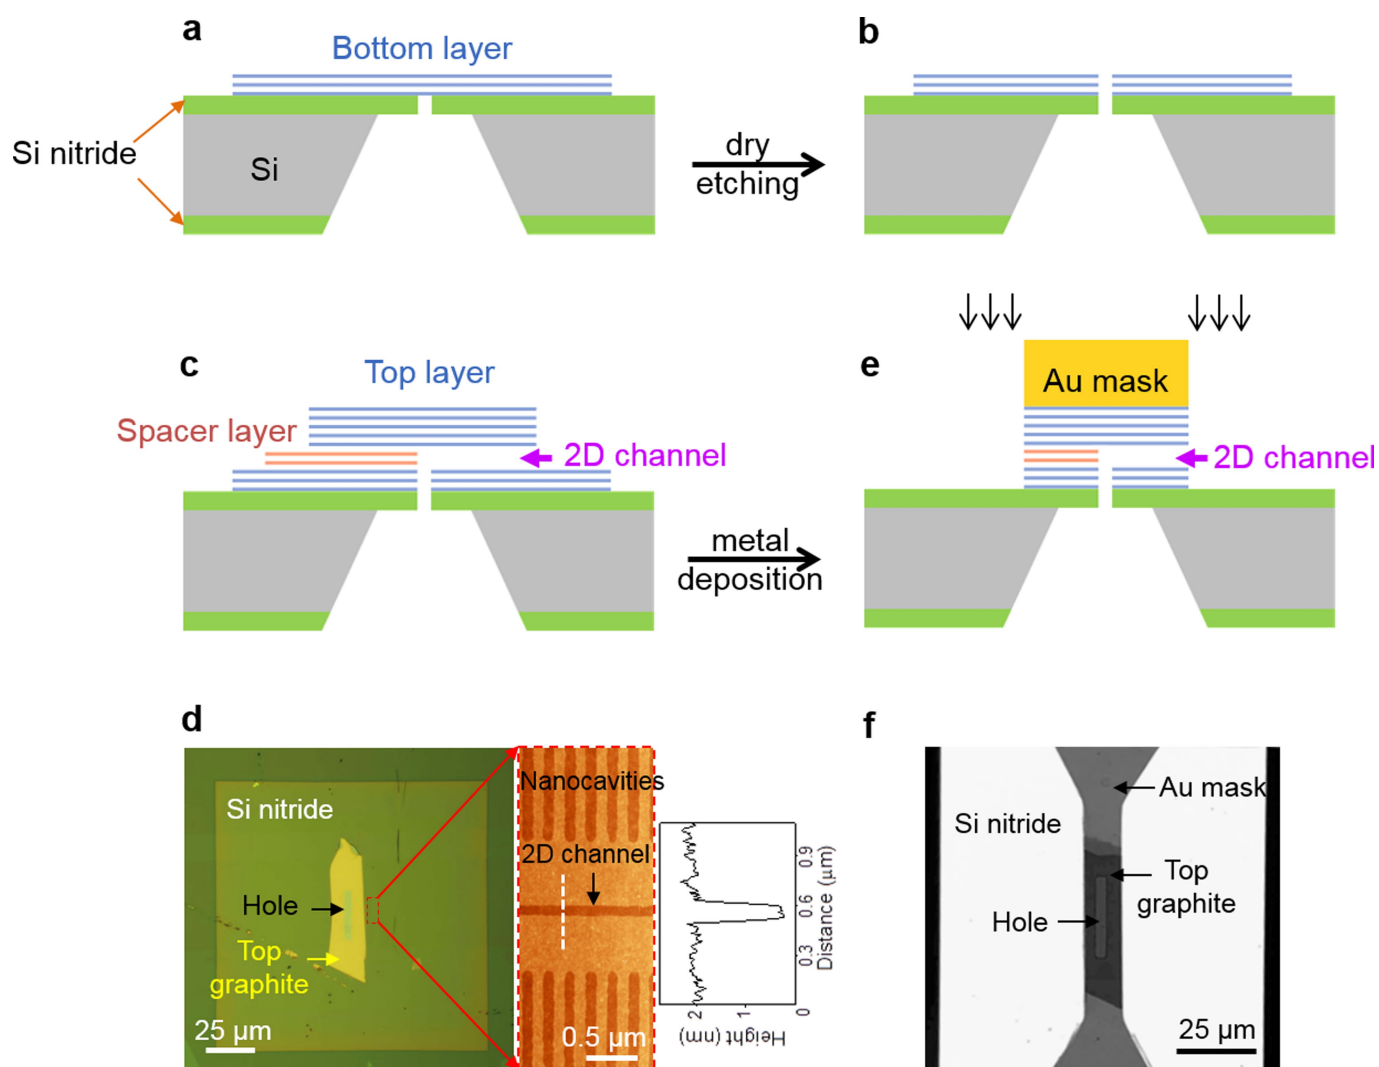 a
Bottom layer
Si nitride
Si
dry
etching
b
c
Top layer
Spacer layer
2D channel
metal
deposition
e
Au mask
2D channel
d
Si nitride
Hole
Top
graphite
25 μm
Nanocavities
2D channel
0.5 μm
0.9
0.6
0.3
0
Distance (μm)
2
1
Height (nm)
f
Au mask
Si nitride
Top
graphite
Hole
25 μm